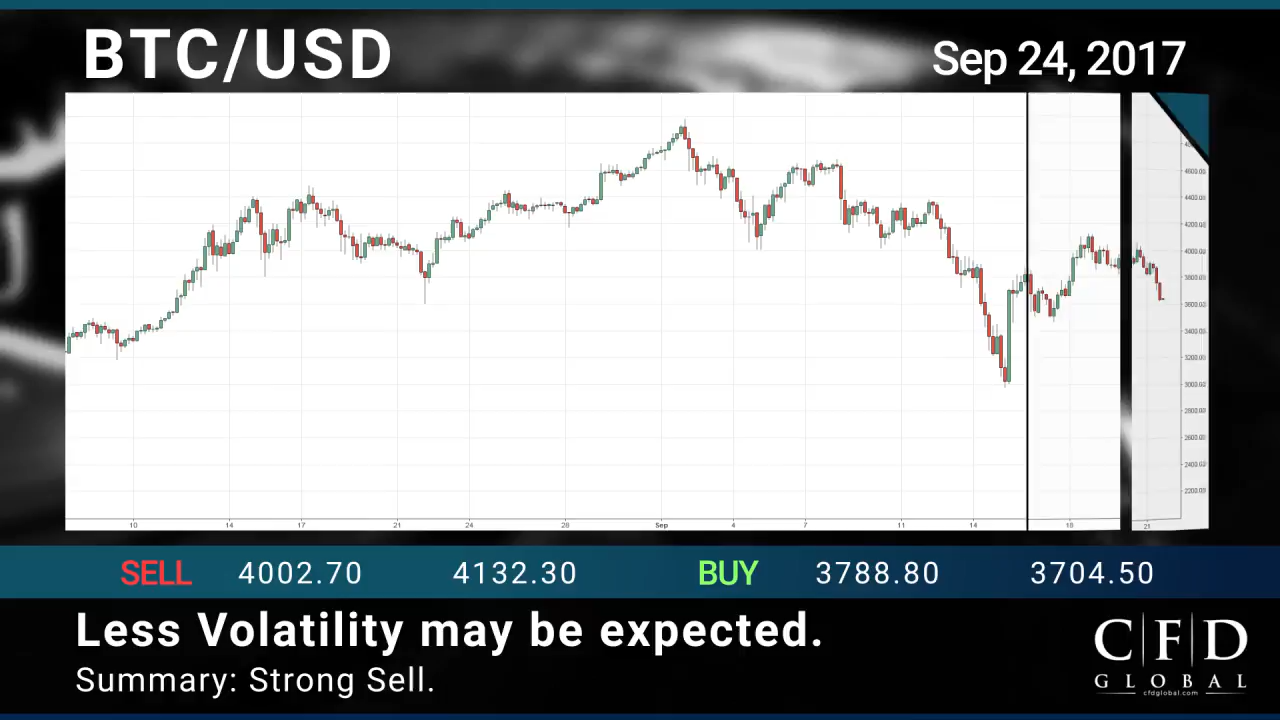 BTC/USD
Sep 24, 2017
4600.00
4400.00
4200.00
4000.00
3800.00
3600.00
3400.00
3200.00
3000.00
2800.00
2600.00
2400.00
2200.00
10 14 17 21 24 28 Sep 4 7 11 14 18 21
SELL 4002.70 4132.30 BUY 3788.80 3704.50
Less Volatility may be expected.
Summary: Strong Sell.
CFD
GLOBAL
cfdglobal.com